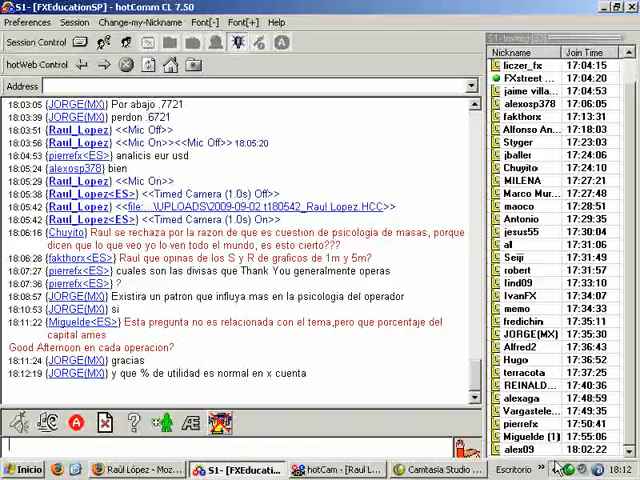 S1- [FXEducationSP] - hotComm CL 7.50
Preferences Session Change-my-Nickname Font[-] Font[+] Help
Session Control
hotWeb Control
Address
18:03:05 {JORGE(MX)} Por abajo .7721
18:03:39 {JORGE(MX)} perdon .6721
18:03:51 {Raul_Lopez} <<Mic Off>>
18:03:56 {Raul_Lopez} <<Mic On>><<Mic Off>> 18:05:20
18:04:53 {pierrefx<ES>} analicis eur usd
18:05:24 {alexosp378} bien
18:05:29 {Raul_Lopez} <<Mic On>>
18:05:38 {Raul_Lopez<ES>} <<Timed Camera (1.0s) Off>>
18:05:42 {Raul_Lopez<ES>} <<file:...\UPLOADS\2009-09-02 t180542_Raul Lopez.HCC>>
18:05:42 {Raul_Lopez<ES>} <<Timed Camera (1.0s) On>>
18:06:16 {Chuyito} Raul se rechaza por la razon de que es cuestion de psicologia de masas, porque
dicen que lo que veo yo lo ven todo el mundo, es esto cierto???
18:06:28 {fakthorx<ES>} Raul que opinas de los S y R de graficos de 1m y 5m?
18:07:27 {pierrefx<ES>} cuales son las divisas que Thank You generalmente operas
18:07:36 {pierrefx<ES>} ?
18:08:57 {JORGE(MX)} Existira un patron que influya mas en la psicologia del operador
18:10:53 {JORGE(MX)} si
18:11:22 {Miguelde<ES>} Esta pregunta no es relacionada con el tema,pero que porcentaje del
capital arries
Good Afternoon en cada operacion?
18:11:24 {JORGE(MX)} gracias
18:12:19 {JORGE(MX)} y que % de utilidad es normal en x cuenta
Nickname Join Time
liczer_fx 17:04:15
FXstreet ... 17:04:20
jaime villa... 17:04:53
alexosp378 17:06:05
fakthorx 17:13:31
Alfonso An... 17:18:03
Styger 17:23:03
jballer 17:24:06
Chuyito 17:24:16
MILENA 17:27:21
Marco Mur... 17:27:48
maoco 17:28:51
Antonio 17:29:35
jesus55 17:30:04
al 17:31:21
Seiji 17:31:49
robert 17:31:57
lind09 17:33:10
IvanFX 17:34:07
memo 17:34:33
fredichin 17:35:11
JORGE(MX) 17:35:30
Alfred2 17:36:43
Hugo 17:36:52
terracota 17:37:25
REINALD... 17:40:36
alexaga 17:48:59
Vargastele... 17:49:35
pierrefx 17:50:41
Miguelde (1) 17:55:06
alex09 18:02:22
Inicio Raúl López - Mozil... S1- [FXEducati... hotCam - [Raul L... Camtasia Studio ... Escritorio » 18:12